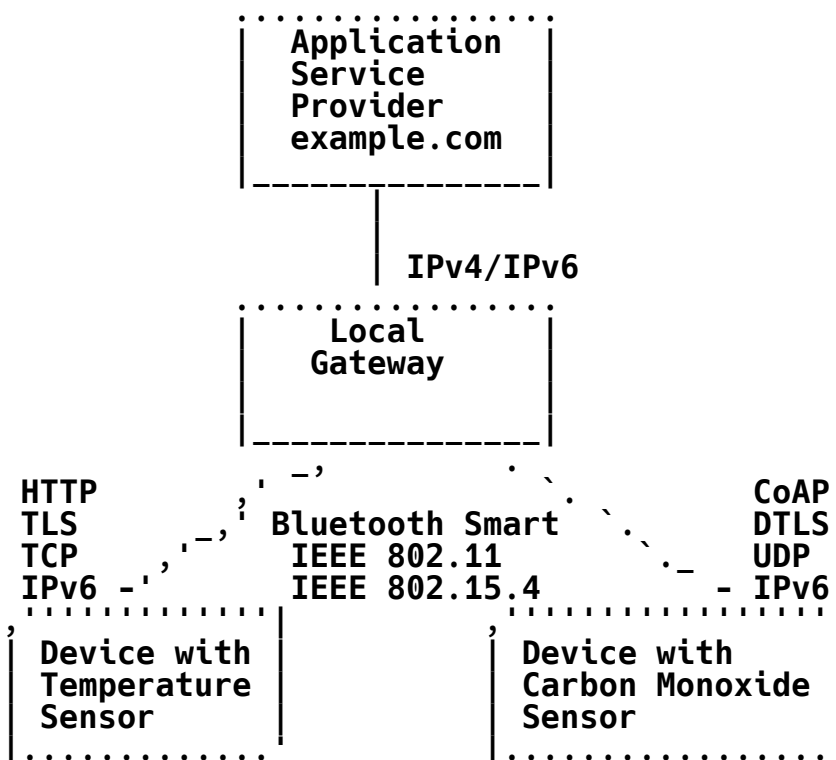 Application
Service
Provider
example.com
IPv4/IPv6
Local
Gateway
HTTP CoAP
TLS Bluetooth Smart DTLS
TCP IEEE 802.11 UDP
IPv6 IEEE 802.15.4 IPv6
Device with Device with
Temperature Carbon Monoxide
Sensor Sensor